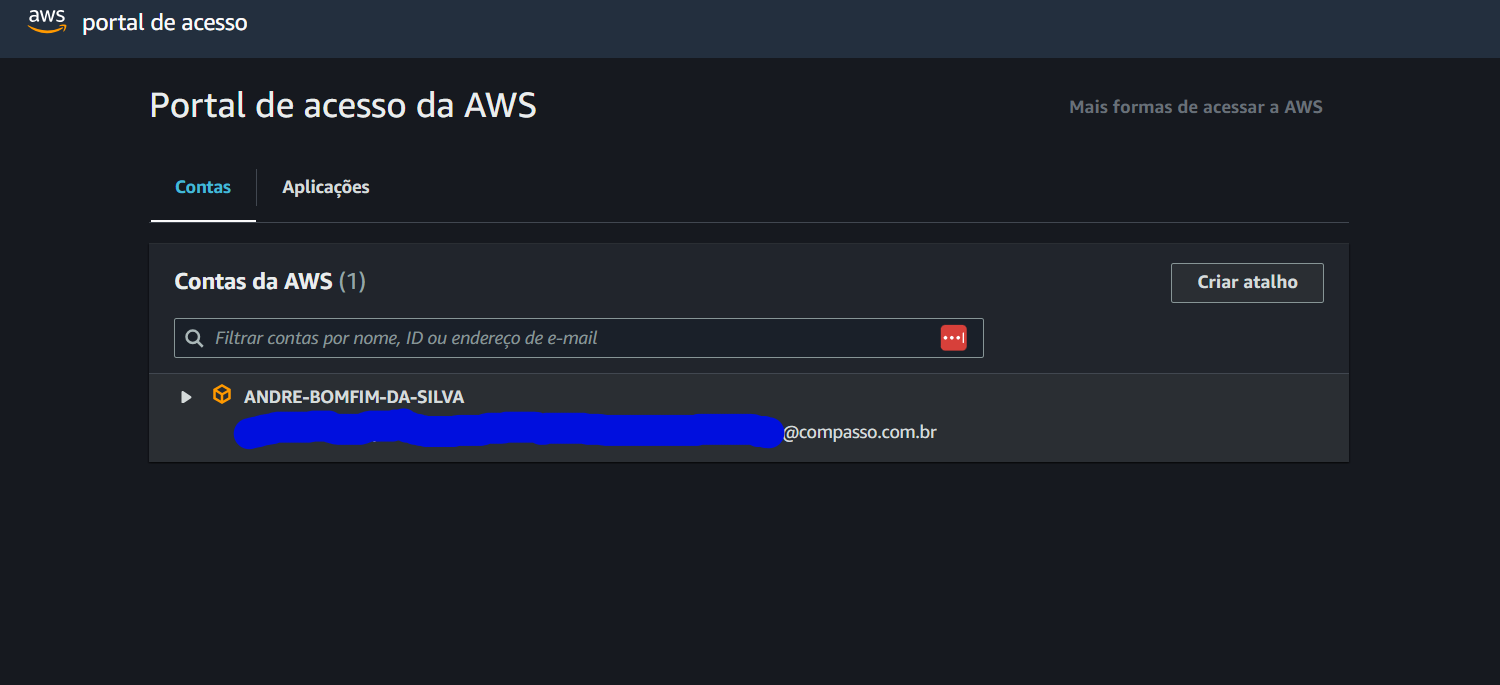 aws portal de acesso
Portal de acesso da AWS
Mais formas de acessar a AWS
Contas
Aplicações
Contas da AWS (1)
Criar atalho
Filtrar contas por nome, ID ou endereço de e-mail
ANDRE-BOMFIM-DA-SILVA
@compasso.com.br